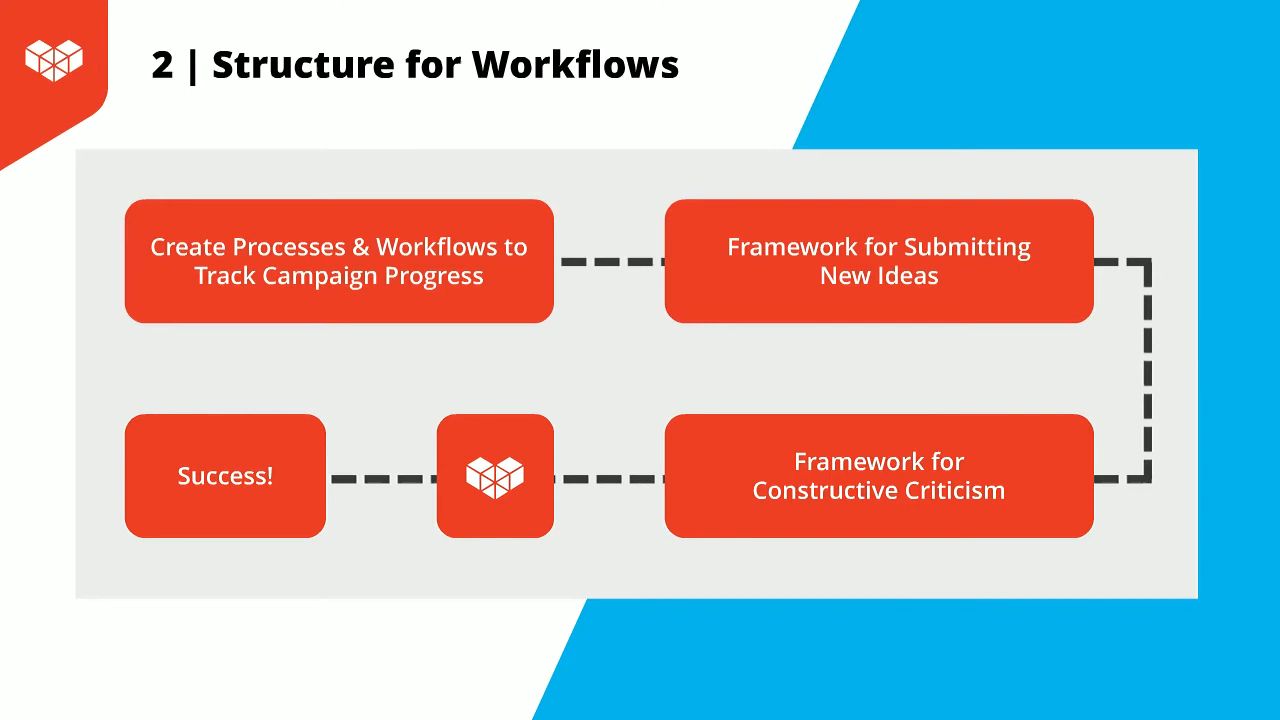 2 | Structure for Workflows
Create Processes & Workflows to
Track Campaign Progress
Framework for Submitting
New Ideas
Success!
Framework for
Constructive Criticism